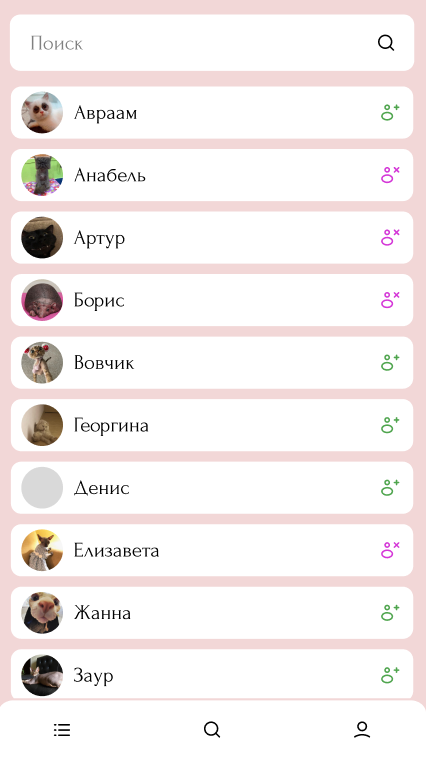 Поиск
Авраам
Анабель
Артур
Борис
Вовчик
Георгина
Денис
Елизавета
Жанна
Заур